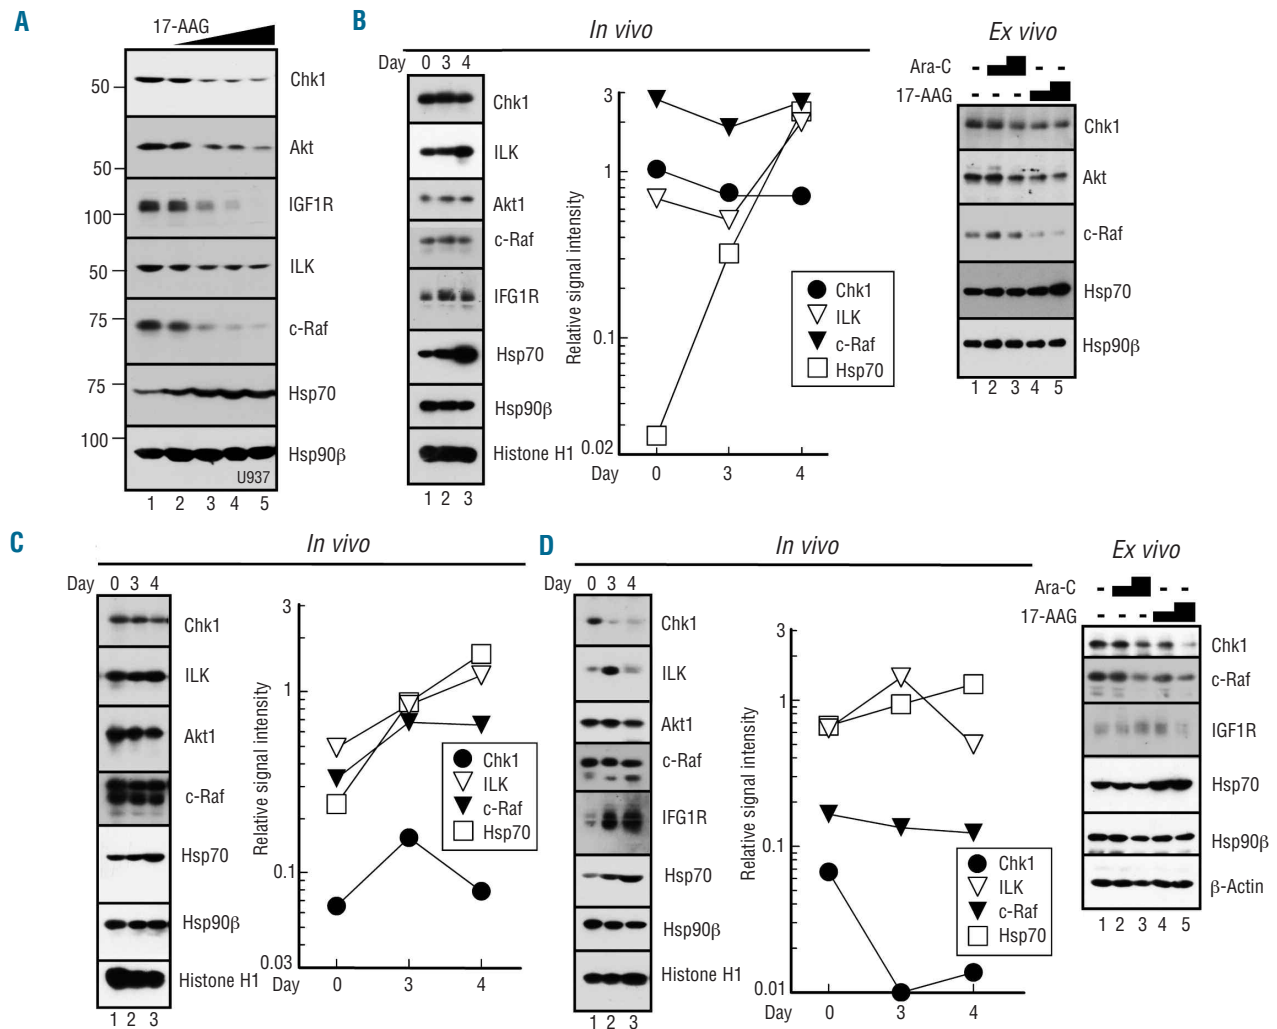 A
17-AAG
50
Chk1
Akt
50
IGF1R
100
50
ILK
75
c-Raf
75
Hsp70
100
Hsp90β
U937
1 2 3 4 5
B
In vivo
Day 0 3 4
Chk1
ILK
Akt1
c-Raf
IFG1R
Hsp70
Hsp90β
Histone H1
1 2 3
Relative signal intensity
3
1
0.1
0.02
Day 0 3 4
Chk1
ILK
c-Raf
Hsp70
Ex vivo
Ara-C -
- -
17-AAG - - -
Chk1
Akt
c-Raf
Hsp70
Hsp90β
1 2 3 4 5
C
In vivo
Day 0 3 4
Chk1
ILK
Akt1
c-Raf
Hsp70
Hsp90β
Histone H1
1 2 3
Relative signal intensity
3
1
0.1
0.03
Day 0 3 4
Chk1
ILK
c-Raf
Hsp70
D
In vivo
Day 0 3 4
Chk1
ILK
Akt1
c-Raf
IFG1R
Hsp70
Hsp90β
Histone H1
1 2 3
Relative signal intensity
3
1
0.1
0.01
Day 0 3 4
Chk1
ILK
c-Raf
Hsp70
Ex vivo
Ara-C - - -
17-AAG - - -
Chk1
c-Raf
IGF1R
Hsp70
Hsp90β
β-Actin
1 2 3 4 5